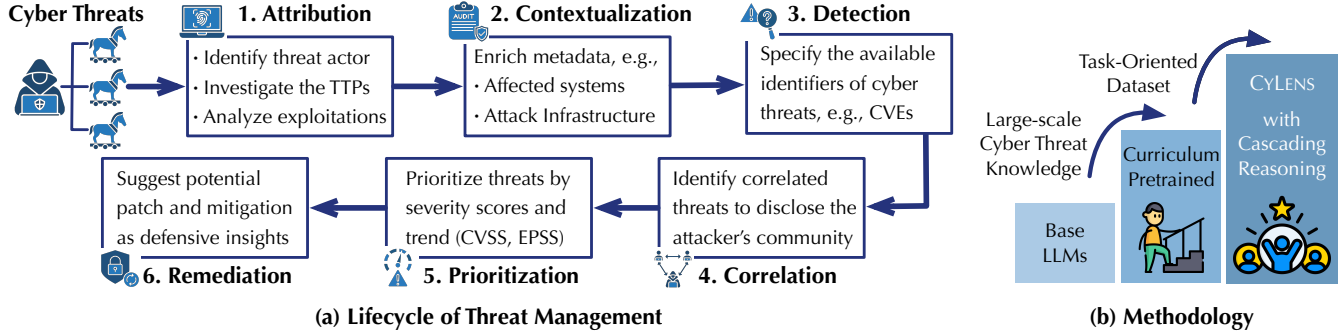 Cyber Threats
1. Attribution
· Identify threat actor
· Investigate the TTPs
· Analyze exploitations
AUDIT
2. Contextualization
Enrich metadata, e.g.,
· Affected systems
· Attack Infrastructure
3. Detection
Specify the available
identifiers of cyber
threats, e.g., CVEs
Identify correlated
threats to disclose the
attacker's community
4. Correlation
Prioritize threats by
severity scores and
trend (CVSS, EPSS)
5. Prioritization
Suggest potential
patch and mitigation
as defensive insights
6. Remediation
(a) Lifecycle of Threat Management
Large-scale
Cyber Threat
Knowledge
Task-Oriented
Dataset
Base
LLMs
Curriculum
Pretrained
CYLENS
with
Cascading
Reasoning
(b) Methodology